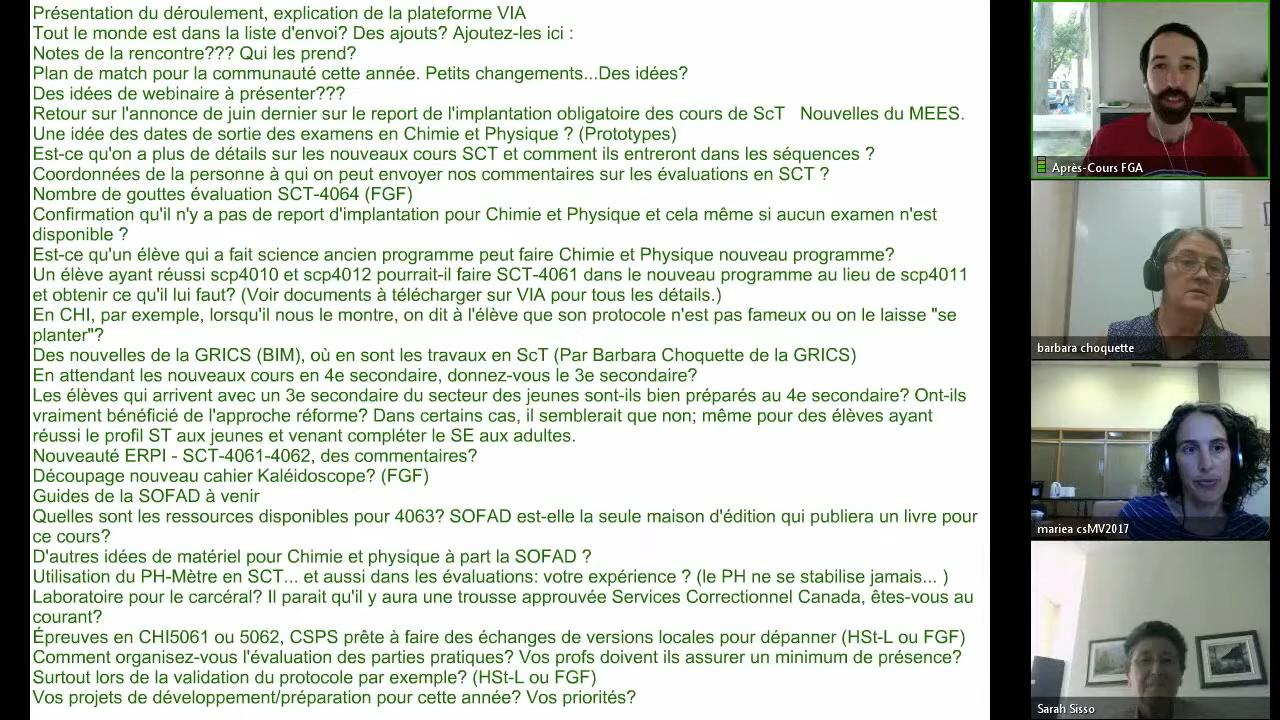 Présentation du déroulement, explication de la plateforme VIA
Tout le monde est dans la liste d'envoi? Des ajouts? Ajoutez-les ici :
Notes de la rencontre??? Qui les prend?
Plan de match pour la communauté cette année. Petits changements...Des idées?
Des idées de webinaire à présenter???
Retour sur l'annonce de juin dernier sur le report de l'implantation obligatoire des cours de ScT   Nouvelles du MEES.
Une idée des dates de sortie des examens en Chimie et Physique ? (Prototypes)
Est-ce qu'on a plus de détails sur les nouveaux cours SCT et comment ils entreront dans les séquences ?
Coordonnées de la personne à qui on peut envoyer nos commentaires sur les évaluations en SCT ?
Nombre de gouttes évaluation SCT-4064 (FGF)
Confirmation qu'il n'y a pas de report d'implantation pour Chimie et Physique et cela même si aucun examen n'est
disponible ?
Est-ce qu'un élève qui a fait science ancien programme peut faire Chimie et Physique nouveau programme?
Un élève ayant réussi scp4010 et scp4012 pourrait-il faire SCT-4061 dans le nouveau programme au lieu de scp4011
et obtenir ce qu'il lui faut? (Voir documents à télécharger sur VIA pour tous les détails.)
En CHI, par exemple, lorsqu'il nous le montre, on dit à l'élève que son protocole n'est pas fameux ou on le laisse "se
planter"?
Des nouvelles de la GRICS (BIM), où en sont les travaux en ScT (Par Barbara Choquette de la GRICS)
En attendant les nouveaux cours en 4e secondaire, donnez-vous le 3e secondaire?
Les élèves qui arrivent avec un 3e secondaire du secteur des jeunes sont-ils bien préparés au 4e secondaire? Ont-ils
vraiment bénéficié de l'approche réforme? Dans certains cas, il semblerait que non; même pour des élèves ayant
réussi le profil ST aux jeunes et venant compléter le SE aux adultes.
Nouveauté ERPI - SCT-4061-4062, des commentaires?
Découpage nouveau cahier Kaléidoscope? (FGF)
Guides de la SOFAD à venir
Quelles sont les ressources disponibles pour 4063? SOFAD est-elle la seule maison d'édition qui publiera un livre pour
ce cours?
D'autres idées de matériel pour Chimie et physique à part la SOFAD ?
Utilisation du PH-Mètre en SCT... et aussi dans les évaluations: votre expérience ? (le PH ne se stabilise jamais... )
Laboratoire pour le carcéral? Il parait qu'il y aura une trousse approuvée Services Correctionnel Canada, êtes-vous au
courant?
Épreuves en CHI5061 ou 5062, CSPS prête à faire des échanges de versions locales pour dépanner (HSt-L ou FGF)
Comment organisez-vous l'évaluation des parties pratiques? Vos profs doivent ils assurer un minimum de présence?
Surtout lors de la validation du protocole par exemple? (HSt-L ou FGF)
Vos projets de développement/préparation pour cette année? Vos priorités?
Après-Cours FGA
barbara choquette
mariea csMV2017
Sarah Sisso